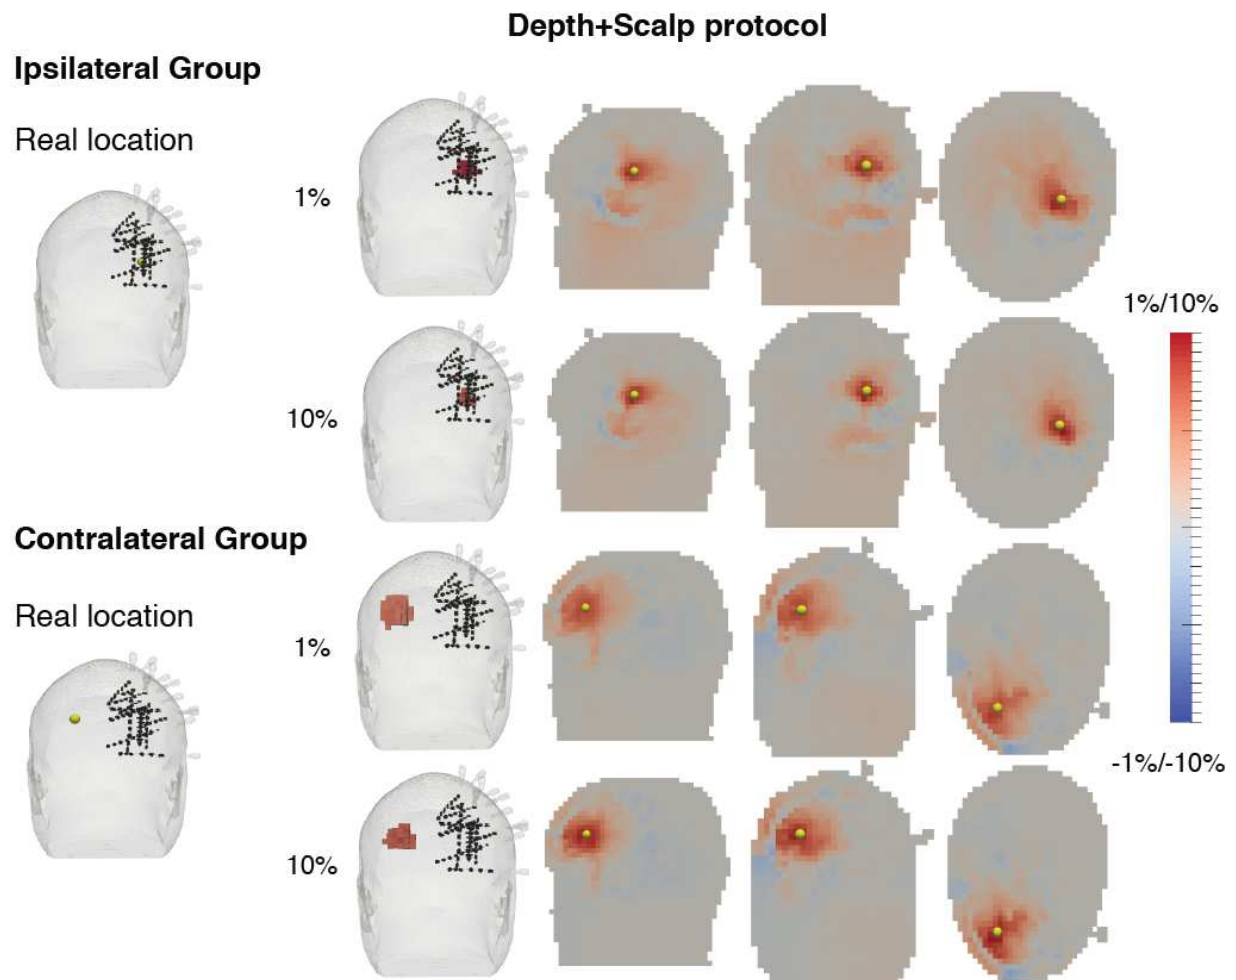 Depth+Scalp protocol
Ipsilateral Group
Real location
1%
10%
1%/10%
-1%/-10%
Contralateral Group
Real location
1%
10%